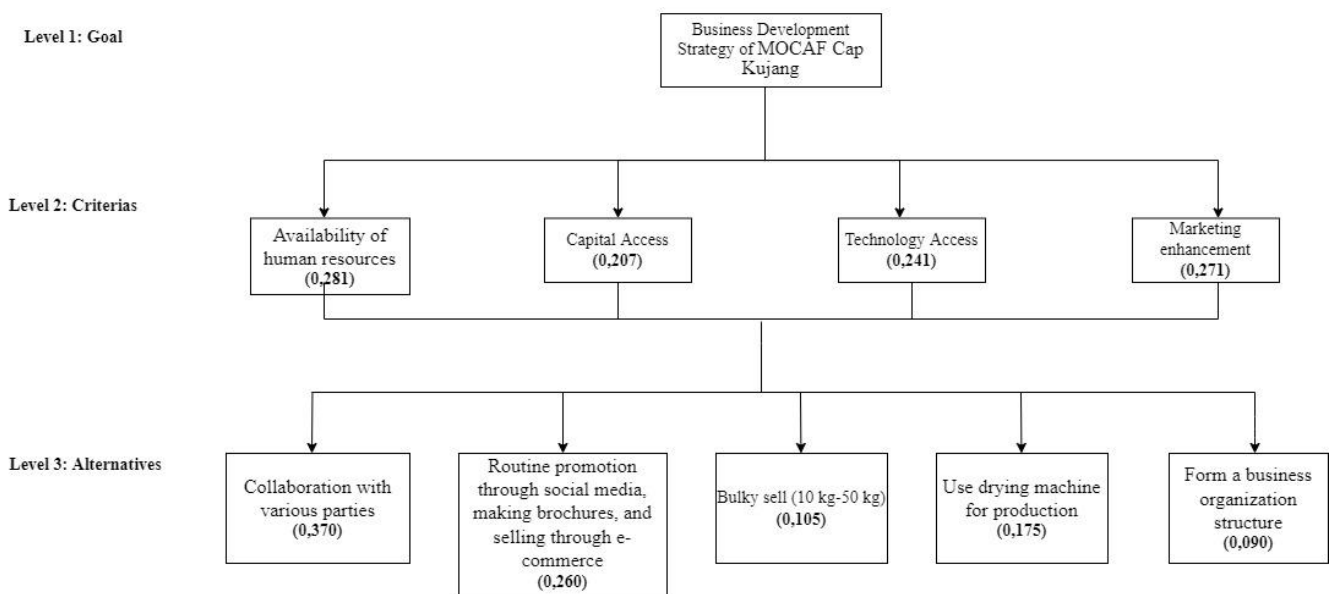 Level 1: Goal
Business Development
Strategy of MOCAF Cap
Kujang
Level 2: Criterias
Availability of
human resources
(0,281)
Capital Access
(0,207)
Technology Access
(0,241)
Marketing
enhancement
(0,271)
Level 3: Alternatives
Collaboration with
various parties
(0,370)
Routine promotion
through social media,
making brochures, and
selling through e-
commerce
(0,260)
Bulky sell (10 kg-50 kg)
(0,105)
Use drying machine
for production
(0,175)
Form a business
organization
structure
(0,090)